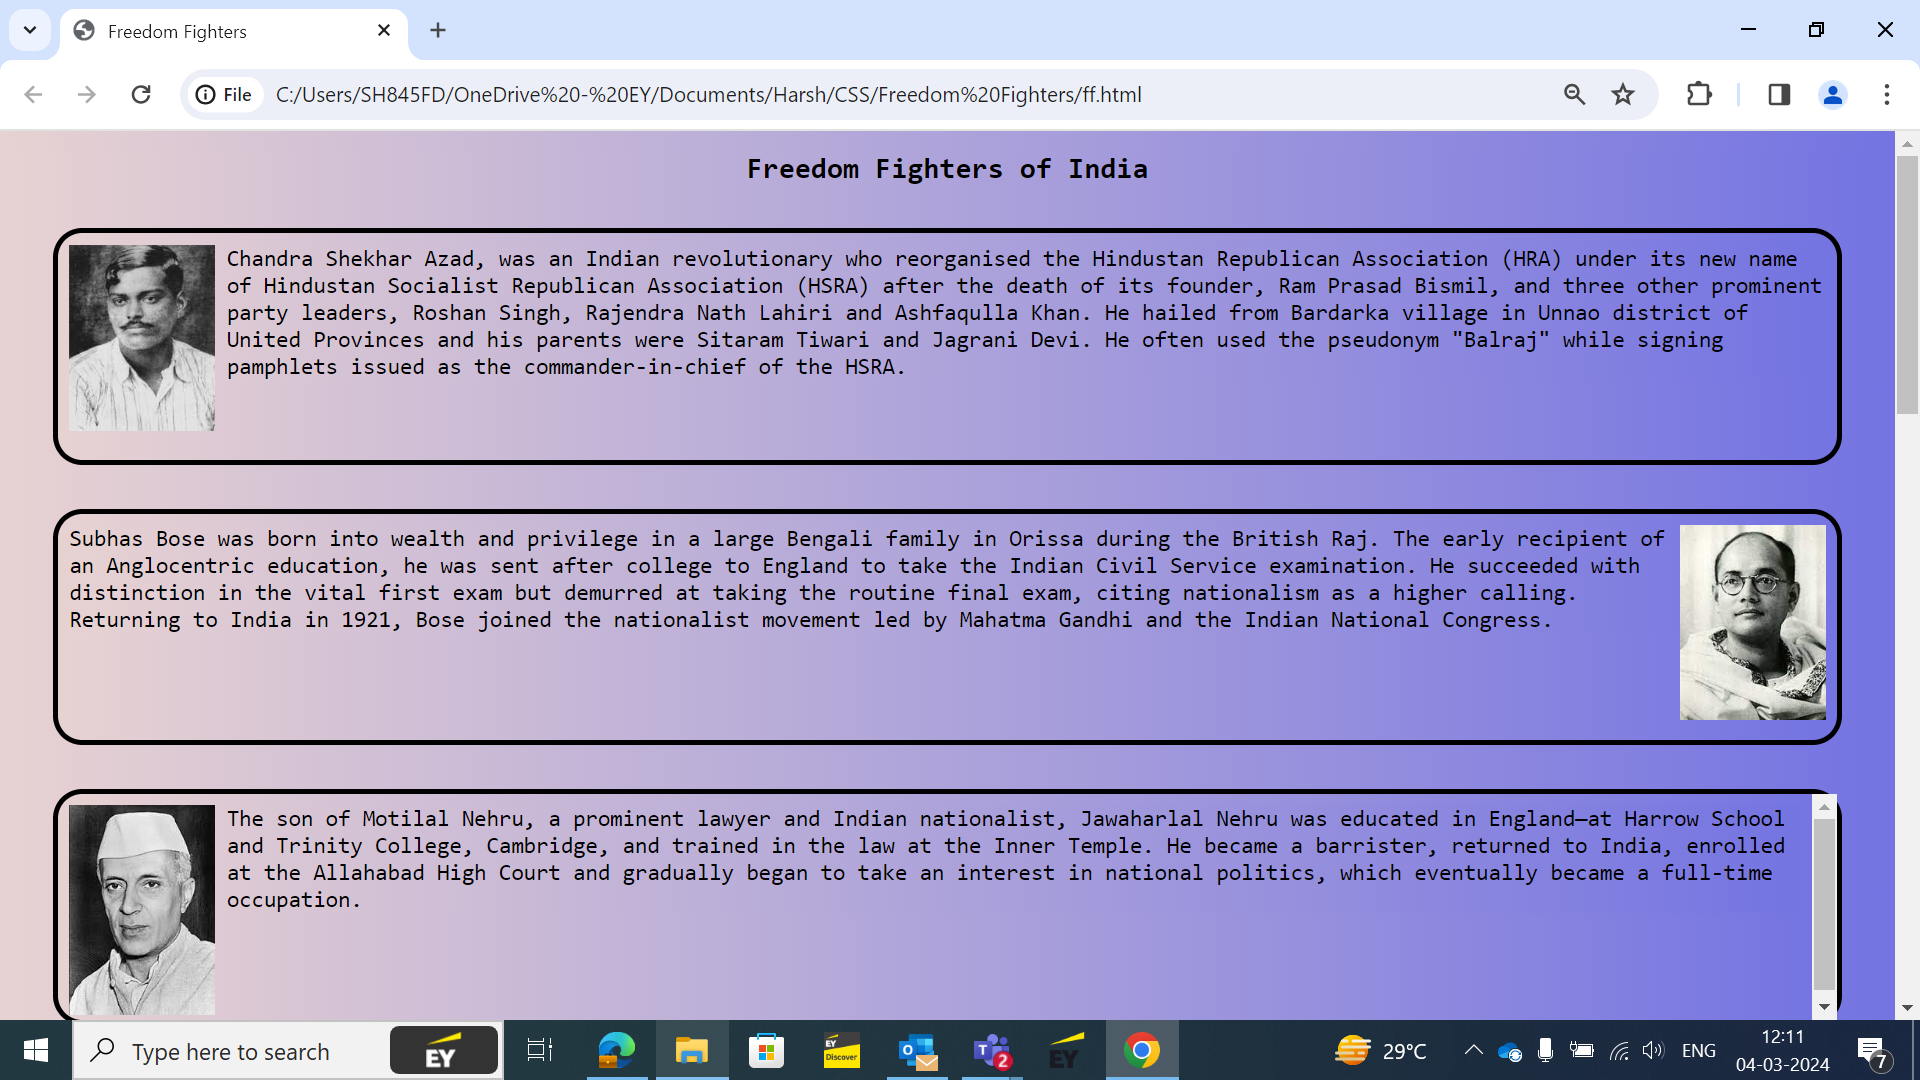 Freedom Fighters
File C:/Users/SH845FD/OneDrive%20-%20EY/Documents/Harsh/CSS/Freedom%20Fighters/ff.html
Freedom Fighters of India
Chandra Shekhar Azad, was an Indian revolutionary who reorganised the Hindustan Republican Association (HRA) under its new name
of Hindustan Socialist Republican Association (HSRA) after the death of its founder, Ram Prasad Bismil, and three other prominent
party leaders, Roshan Singh, Rajendra Nath Lahiri and Ashfaqulla Khan. He hailed from Bardarka village in Unnao district of
United Provinces and his parents were Sitaram Tiwari and Jagrani Devi. He often used the pseudonym "Balraj" while signing
pamphlets issued as the commander-in-chief of the HSRA.
Subhas Bose was born into wealth and privilege in a large Bengali family in Orissa during the British Raj. The early recipient of
an Anglocentric education, he was sent after college to England to take the Indian Civil Service examination. He succeeded with
distinction in the vital first exam but demurred at taking the routine final exam, citing nationalism as a higher calling.
Returning to India in 1921, Bose joined the nationalist movement led by Mahatma Gandhi and the Indian National Congress.
The son of Motilal Nehru, a prominent lawyer and Indian nationalist, Jawaharlal Nehru was educated in England—at Harrow School
and Trinity College, Cambridge, and trained in the law at the Inner Temple. He became a barrister, returned to India, enrolled
at the Allahabad High Court and gradually began to take an interest in national politics, which eventually became a full-time
occupation.
Type here to search EY EY Discover EY 2 29°C ENG 12:11
04-03-2024 7